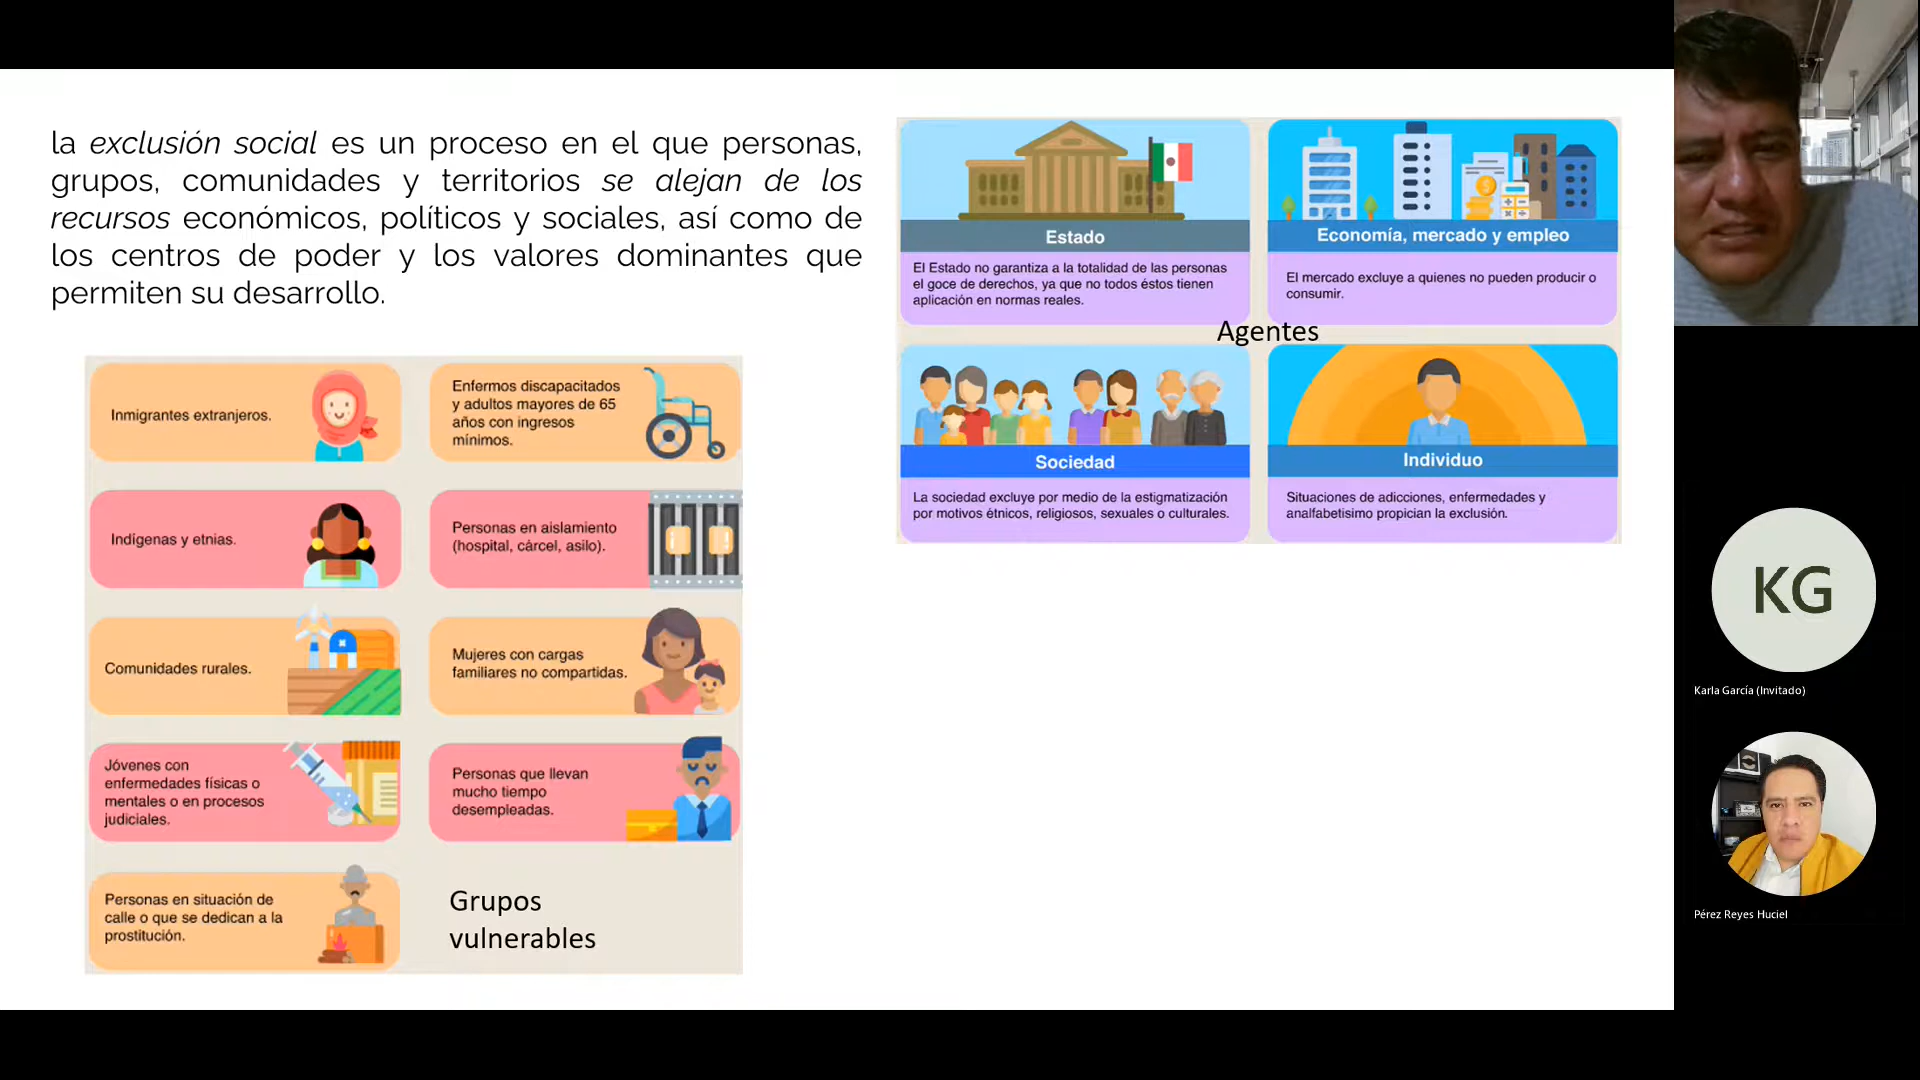 la exclusión social es un proceso en el que personas,
grupos, comunidades y territorios se alejan de los
recursos económicos, políticos y sociales, así como de
los centros de poder y los valores dominantes que
permiten su desarrollo.
Inmigrantes extranjeros.
Enfermos discapacitados
y adultos mayores de 65
años con ingresos
mínimos.
Indígenas y etnias.
Personas en aislamiento
(hospital, cárcel, asilo).
Comunidades rurales.
Mujeres con cargas
familiares no compartidas.
Jóvenes con
enfermedades físicas o
mentales o en procesos
judiciales.
Personas que llevan
mucho tiempo
desempleadas.
Personas en situación de
calle o que se dedican a la
prostitución.
Grupos
vulnerables
Estado
El Estado no garantiza a la totalidad de las personas
el goce de derechos, ya que no todos éstos tienen
aplicación en normas reales.
Economía, mercado y empleo
El mercado excluye a quienes no pueden producir o
consumir.
Agentes
Sociedad
La sociedad excluye por medio de la estigmatización
por motivos étnicos, religiosos, sexuales o culturales.
Individuo
Situaciones de adicciones, enfermedades y
analfabetisimo propician la exclusión.
KG
Karla García (Invitado)
Pérez Reyes Huciel